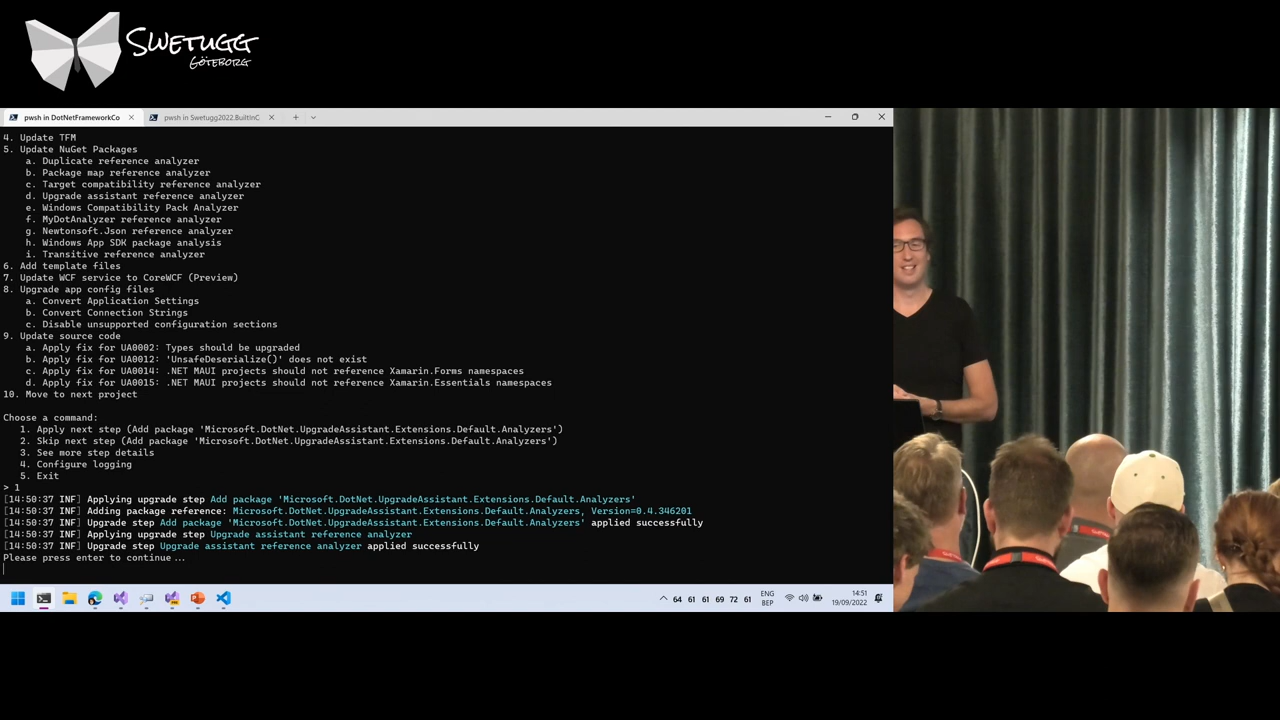 Swetugg
Göteborg
pwsh in DotNetFrameworkCo
pwsh in Swetugg2022.BuiltInC
4. Update TFM
5. Update NuGet Packages
a. Duplicate reference analyzer
b. Package map reference analyzer
c. Target compatibility reference analyzer
d. Upgrade assistant reference analyzer
e. Windows Compatibility Pack Analyzer
f. MyDotAnalyzer reference analyzer
g. Newtonsoft.Json reference analyzer
h. Windows App SDK package analysis
i. Transitive reference analyzer
6. Add template files
7. Update WCF service to CoreWCF (Preview)
8. Upgrade app config files
a. Convert Application Settings
b. Convert Connection Strings
c. Disable unsupported configuration sections
9. Update source code
a. Apply fix for UA0002: Types should be upgraded
b. Apply fix for UA0012: 'UnsafeDeserialize()' does not exist
c. Apply fix for UA0014: .NET MAUI projects should not reference Xamarin.Forms namespaces
d. Apply fix for UA0015: .NET MAUI projects should not reference Xamarin.Essentials namespaces
10. Move to next project
Choose a command:
1. Apply next step (Add package 'Microsoft.DotNet.UpgradeAssistant.Extensions.Default.Analyzers')
2. Skip next step (Add package 'Microsoft.DotNet.UpgradeAssistant.Extensions.Default.Analyzers')
3. See more step details
4. Configure logging
5. Exit
> 1
[14:50:37 INF] Applying upgrade step Add package 'Microsoft.DotNet.UpgradeAssistant.Extensions.Default.Analyzers'
[14:50:37 INF] Adding package reference: Microsoft.DotNet.UpgradeAssistant.Extensions.Default.Analyzers, Version=0.4.346201
[14:50:37 INF] Upgrade step Add package 'Microsoft.DotNet.UpgradeAssistant.Extensions.Default.Analyzers' applied successfully
[14:50:37 INF] Applying upgrade step Upgrade assistant reference analyzer
[14:50:37 INF] Upgrade step Upgrade assistant reference analyzer applied successfully
Please press enter to continue...
64 61 61 69 72 61
ENG
BEP
14:51
19/09/2022